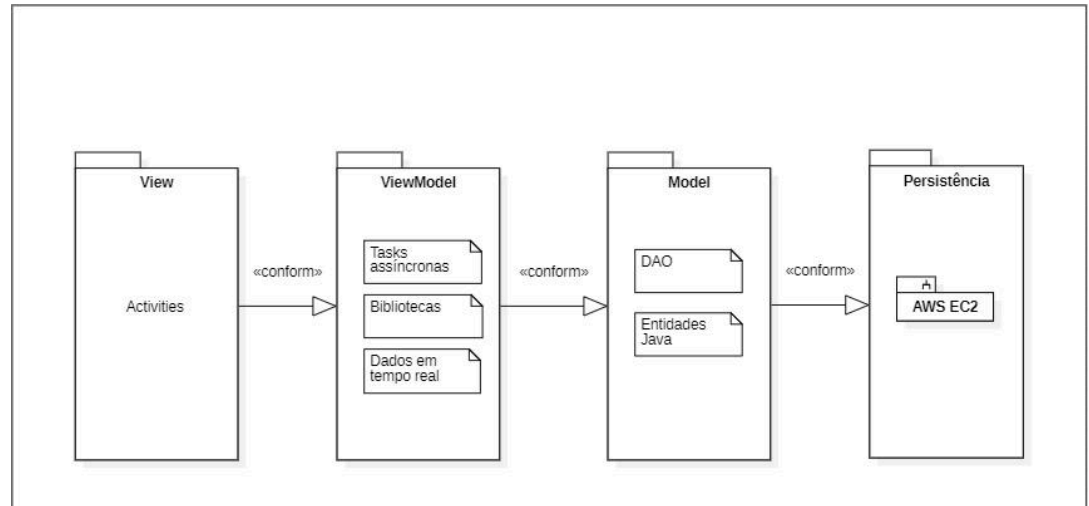 View
Activities
«conform»
ViewModel
Tasks
assíncronas
Bibliotecas
Dados em
tempo real
«conform»
Model
DAO
Entidades
Java
«conform»
Persistência
AWS EC2